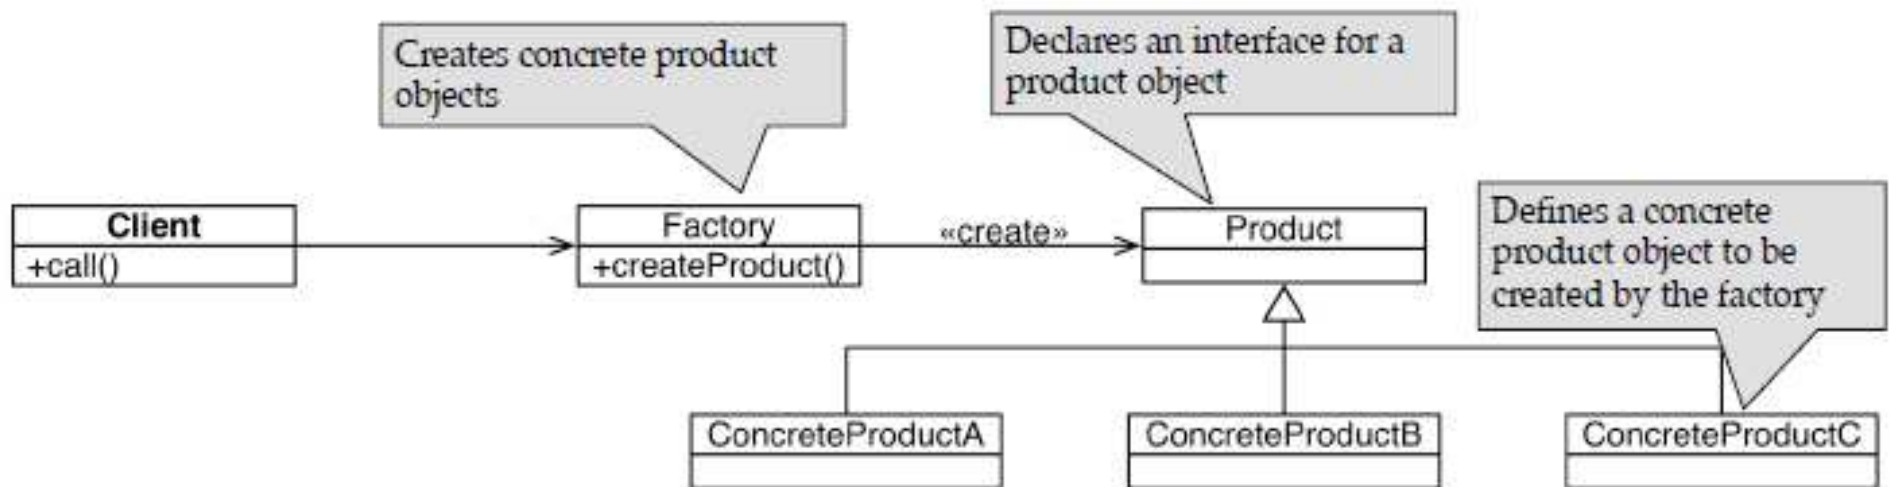 Creates concrete product
objects
Declares an interface for a
product object
Client
+call()
Factory
+createProduct()
«create»
Product
Defines a concrete
product object to be
created by the factory
ConcreteProductA
ConcreteProductB
ConcreteProductC